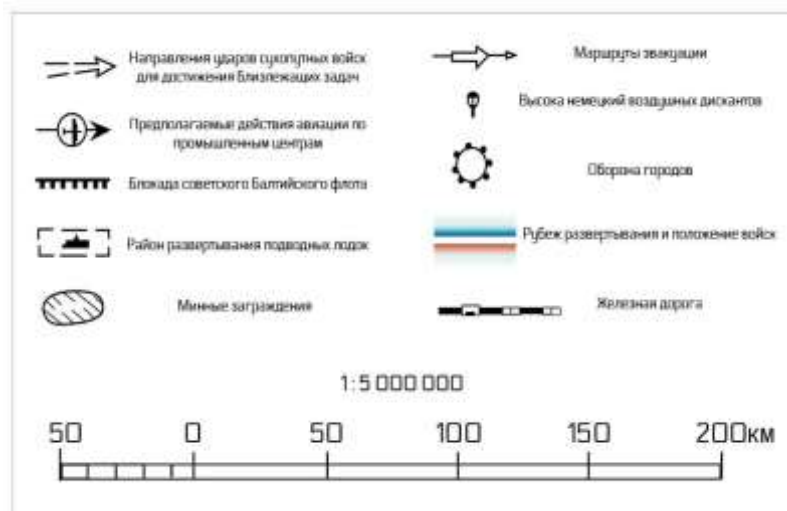 Направления ударов сухопутных войск
для достижения Близлежащих задач
Предполагаемые действия авиации по
промышленным центрам
Блокада советского Балтийского флота
Район развертывания подводных лодок
Минные заграждения
Маршруты эвакуации
Высока немецкий воздушных дискантов
Оборона городов
Рубеж развертывания и положение войск
Железная дорога
1:5 000 000
50 0 50 100 150 200км